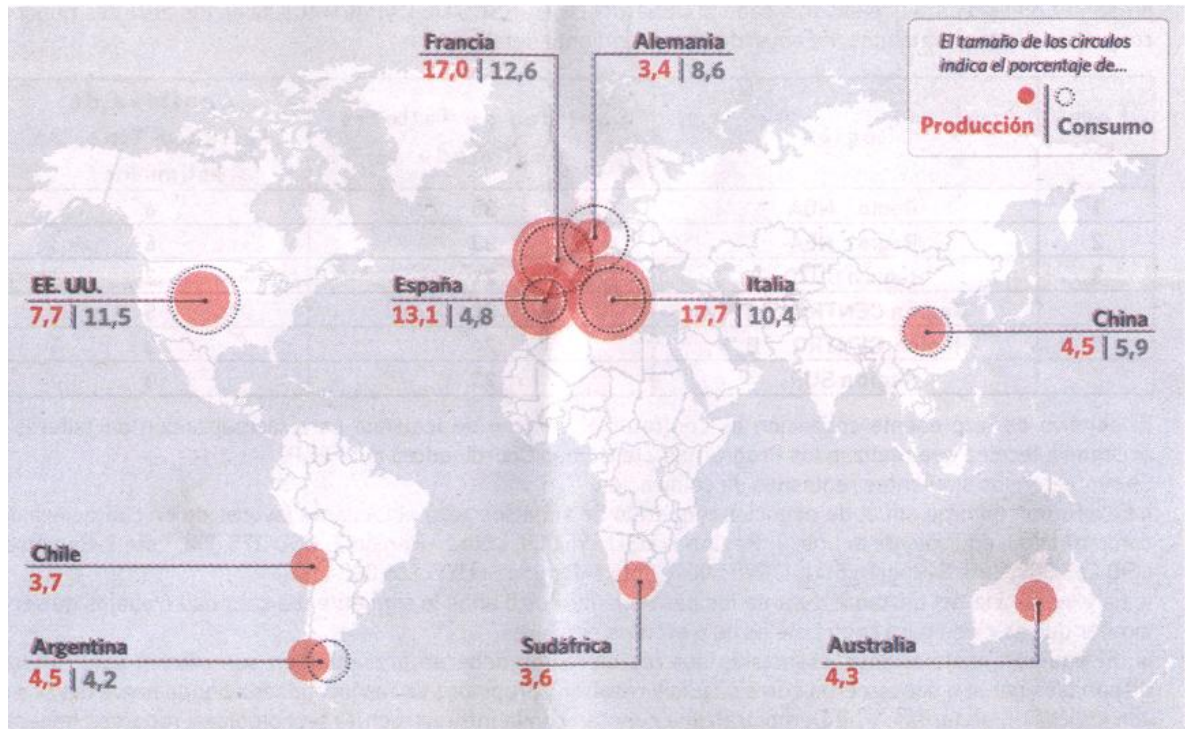 Francia
17,0 | 12,6
Alemania
3,4 | 8,6
El tamaño de los circulos
indica el porcentaje de...
Producción | Consumo
EE. UU.
7,7 | 11,5
España
13,1 | 4,8
Italia
17,7 | 10,4
China
4,5 | 5,9
Chile
3,7
Argentina
4,5 | 4,2
Sudáfrica
3,6
Australia
4,3